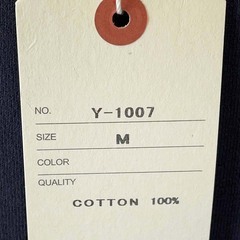 NO. Y-1007
SIZE M
COLOR
QUALITY
COTTON 100%